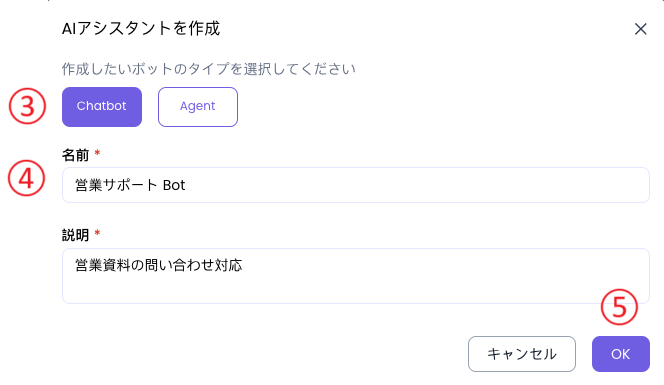 AIアシスタントを作成
作成したいボットのタイプを選択してください
③ Chatbot Agent
名前 *
④ 営業サポート Bot
説明 *
営業資料の問い合わせ対応
⑤
キャンセル OK